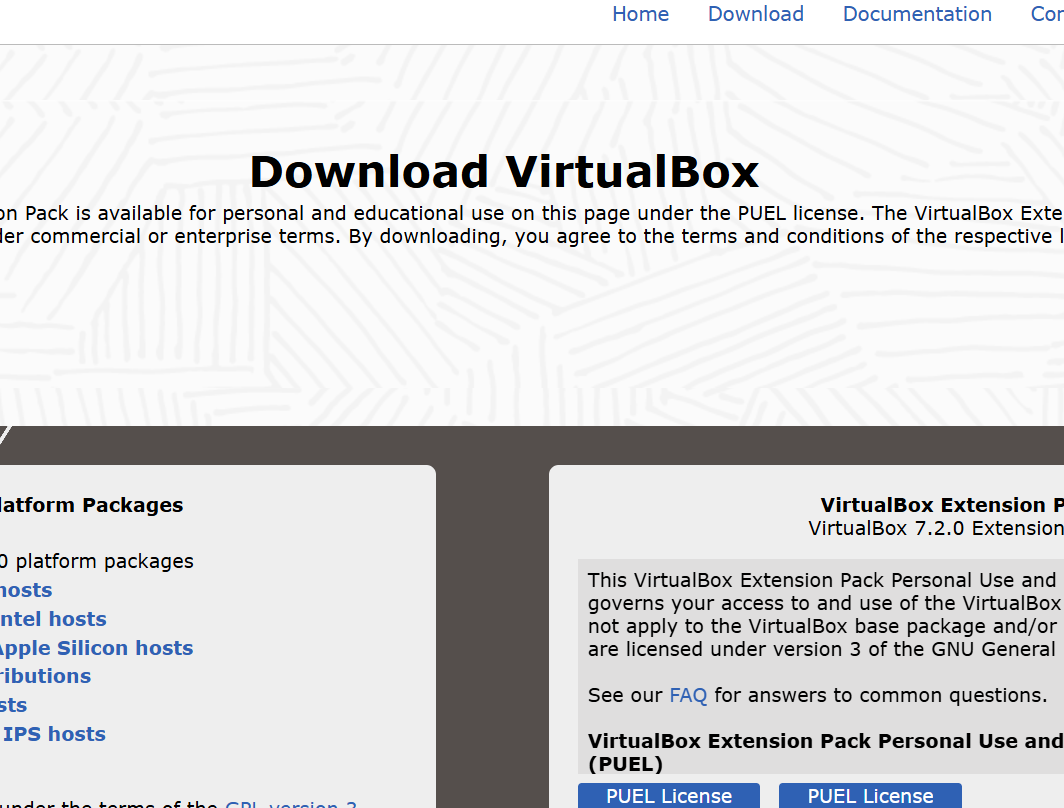 Home Download Documentation
Download VirtualBox
on Pack is available for personal and educational use on this page under the PUEL license. The VirtualBox Exte
der commercial or enterprise terms. By downloading, you agree to the terms and conditions of the respective l
latform Packages
0 platform packages
hosts
ntel hosts
Apple Silicon hosts
ributions
sts
IPS hosts
under the terms of the GPL version 3
VirtualBox Extension P
VirtualBox 7.2.0 Extension
This VirtualBox Extension Pack Personal Use and
governs your access to and use of the VirtualBox
not apply to the VirtualBox base package and/or
are licensed under version 3 of the GNU General
See our FAQ for answers to common questions.
VirtualBox Extension Pack Personal Use and
(PUEL)
PUEL License PUEL License